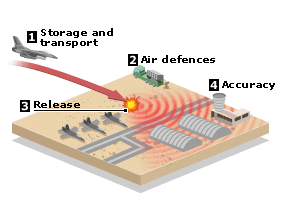 1 Storage and
transport
2 Air defences
4 Accuracy
3 Release